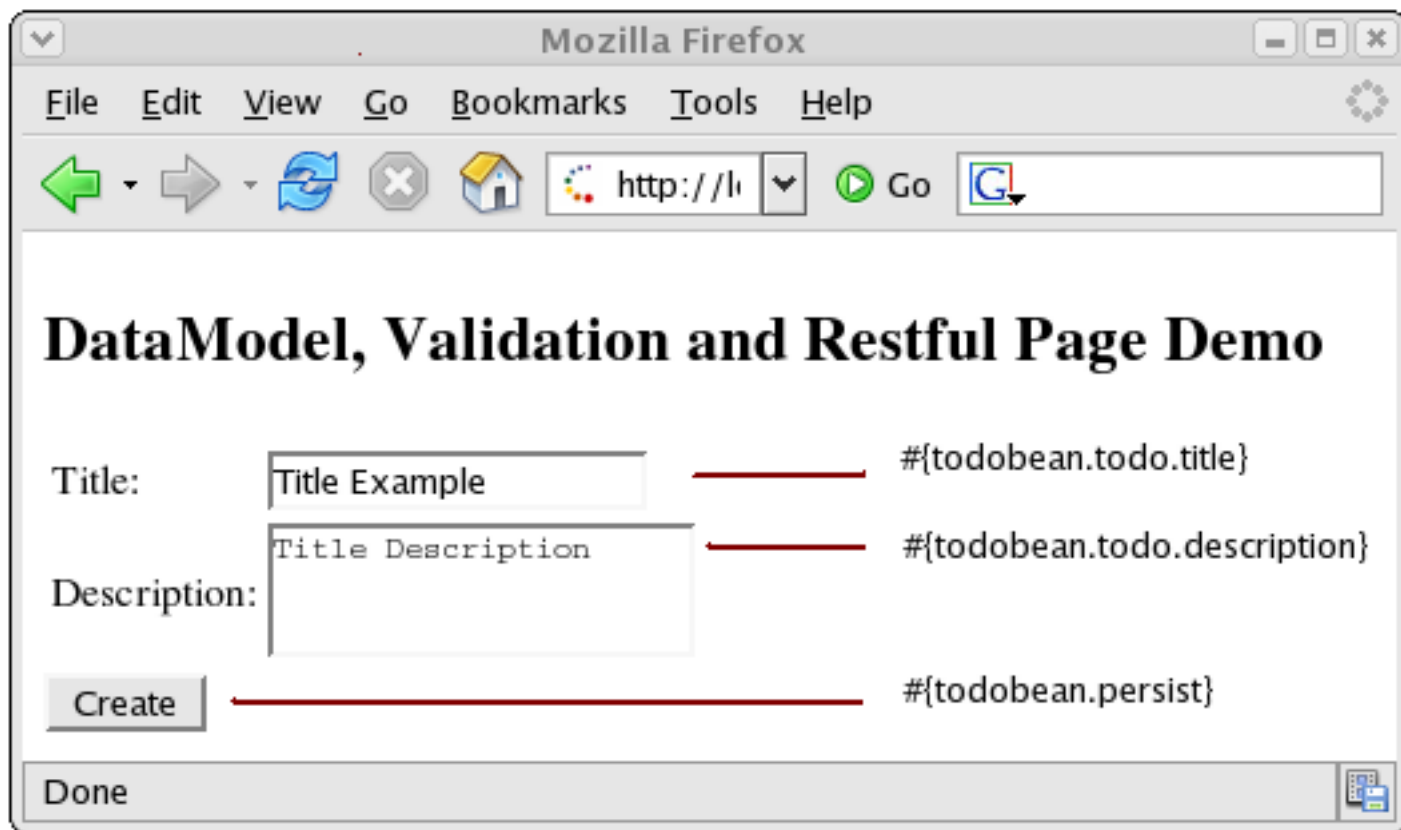 Mozilla Firefox
File Edit View Go Bookmarks Tools Help
http://l Go G
DataModel, Validation and Restful Page Demo
Title: Title Example #{todobean.todo.title}
Title Description #{todobean.todo.description}
Description:
Create #{todobean.persist}
Done